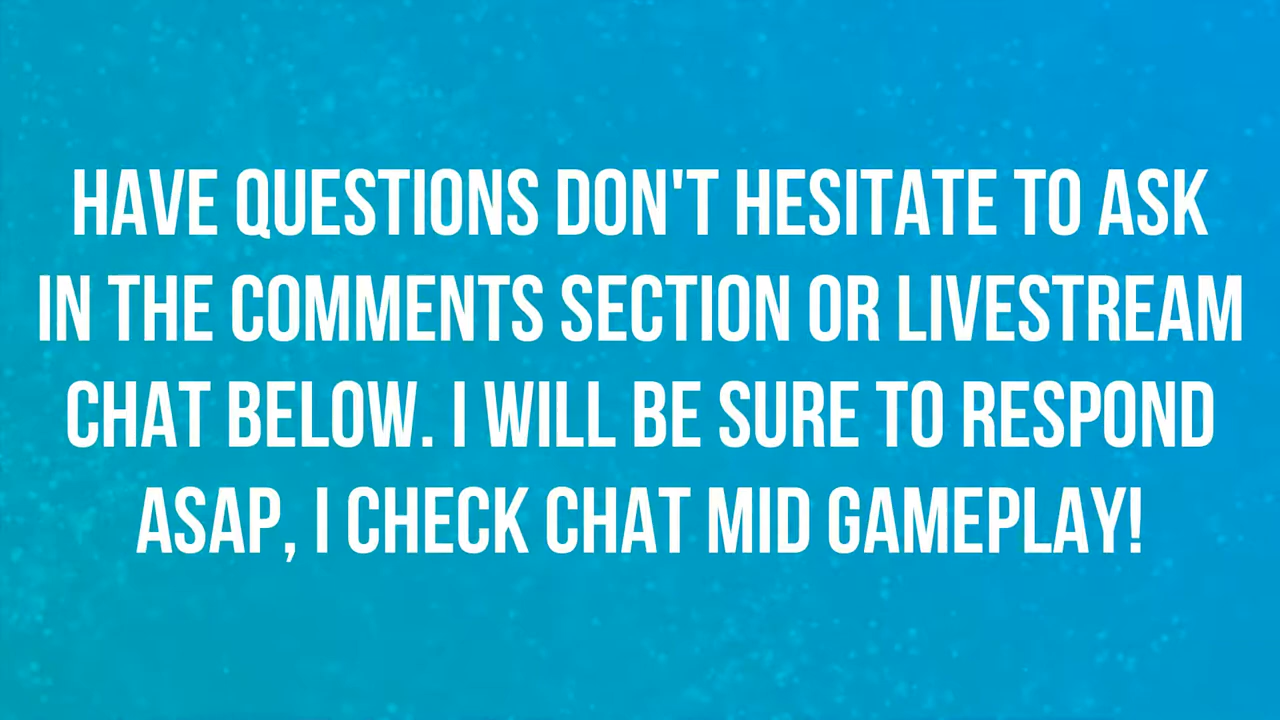 HAVE QUESTIONS DON'T HESITATE TO ASK
IN THE COMMENTS SECTION OR LIVESTREAM
CHAT BELOW. I WILL BE SURE TO RESPOND
ASAP, I CHECK CHAT MID GAMEPLAY!